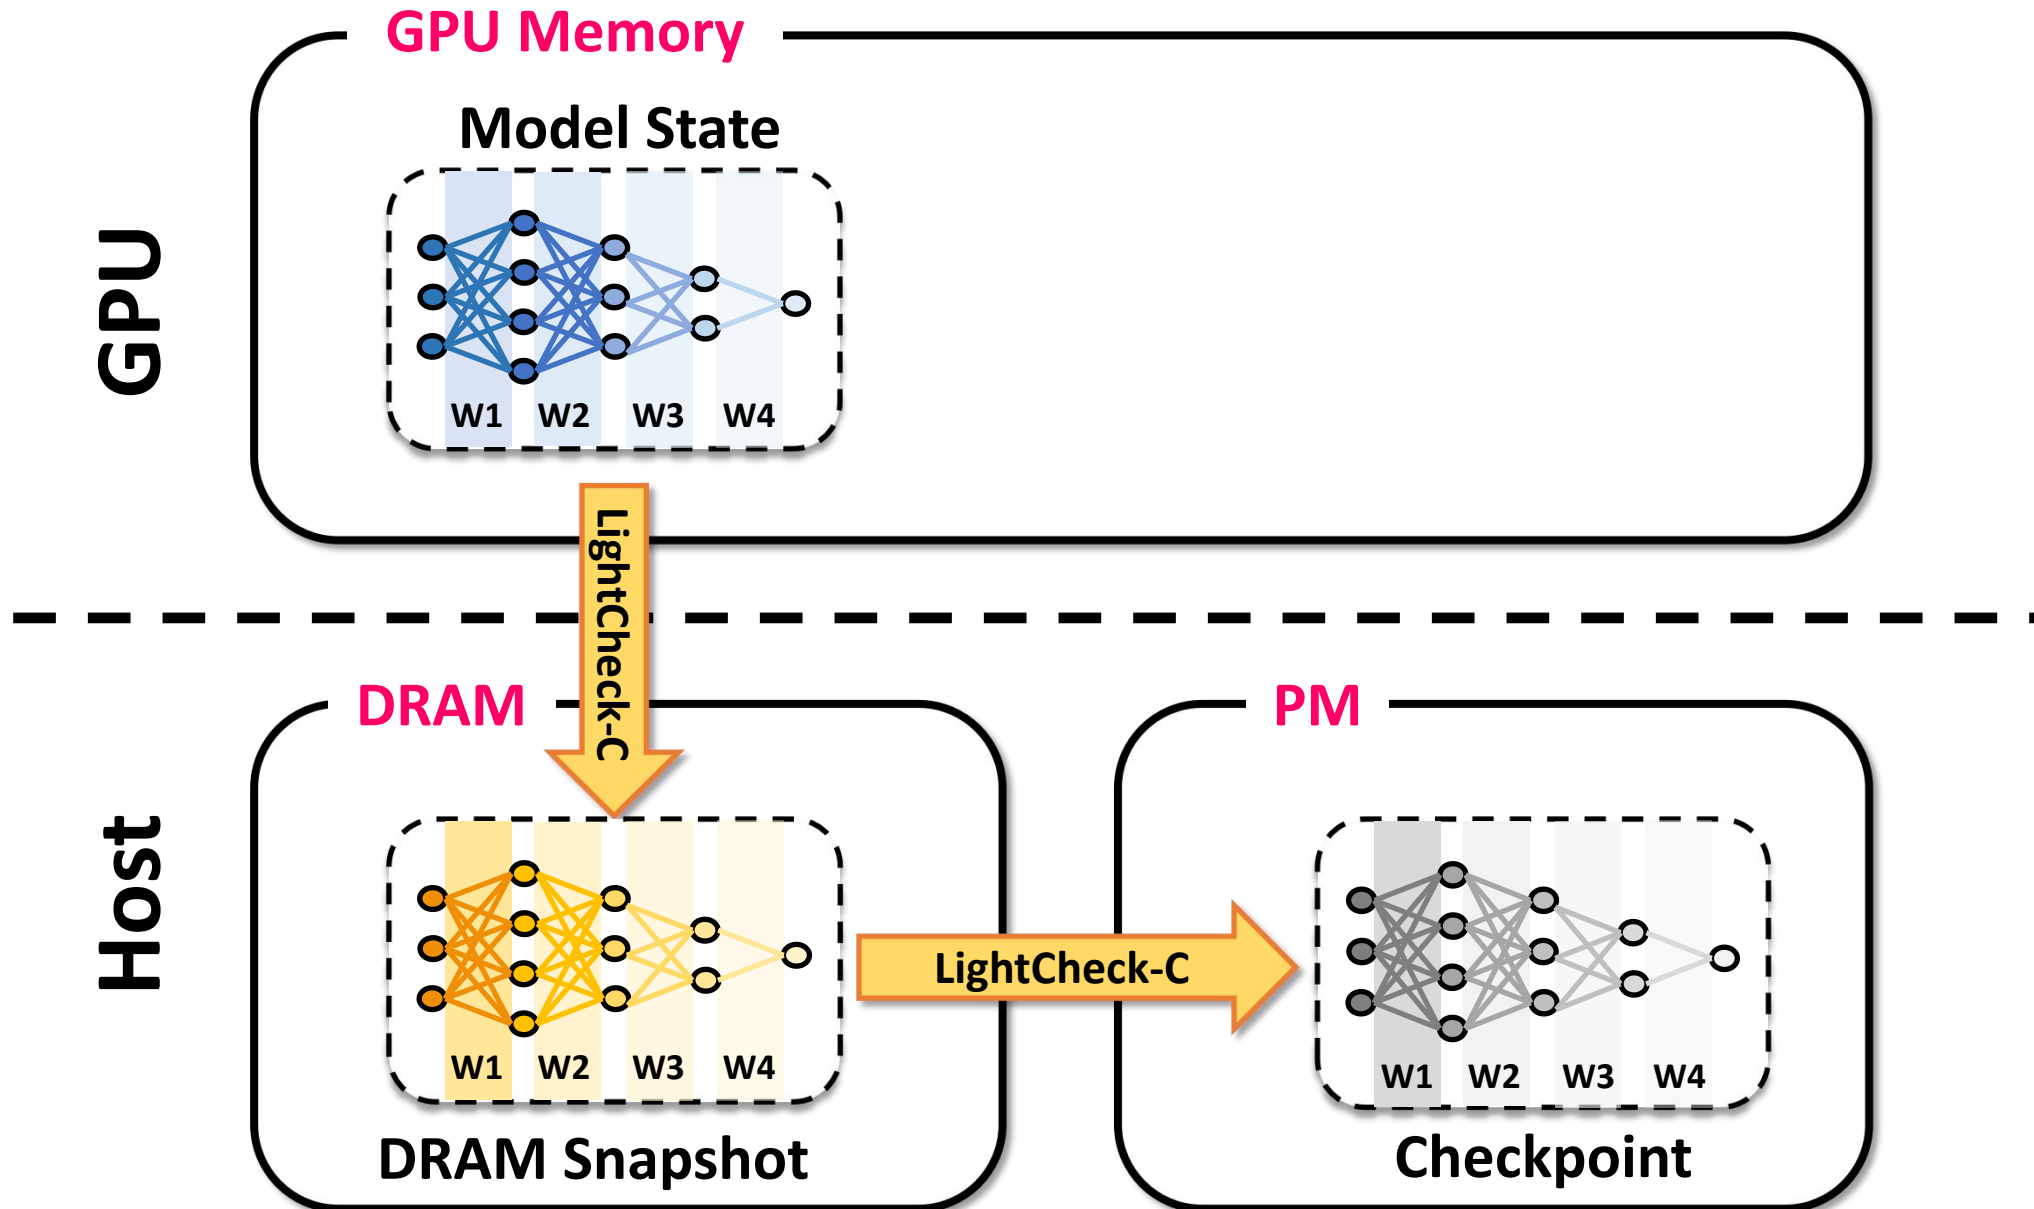 GPU Memory
Model State
GPU
W1 W2 W3 W4
LightCheck-C
DRAM
PM
Host
LightCheck-C
W1 W2 W3 W4
W1 W2 W3 W4
DRAM Snapshot
Checkpoint